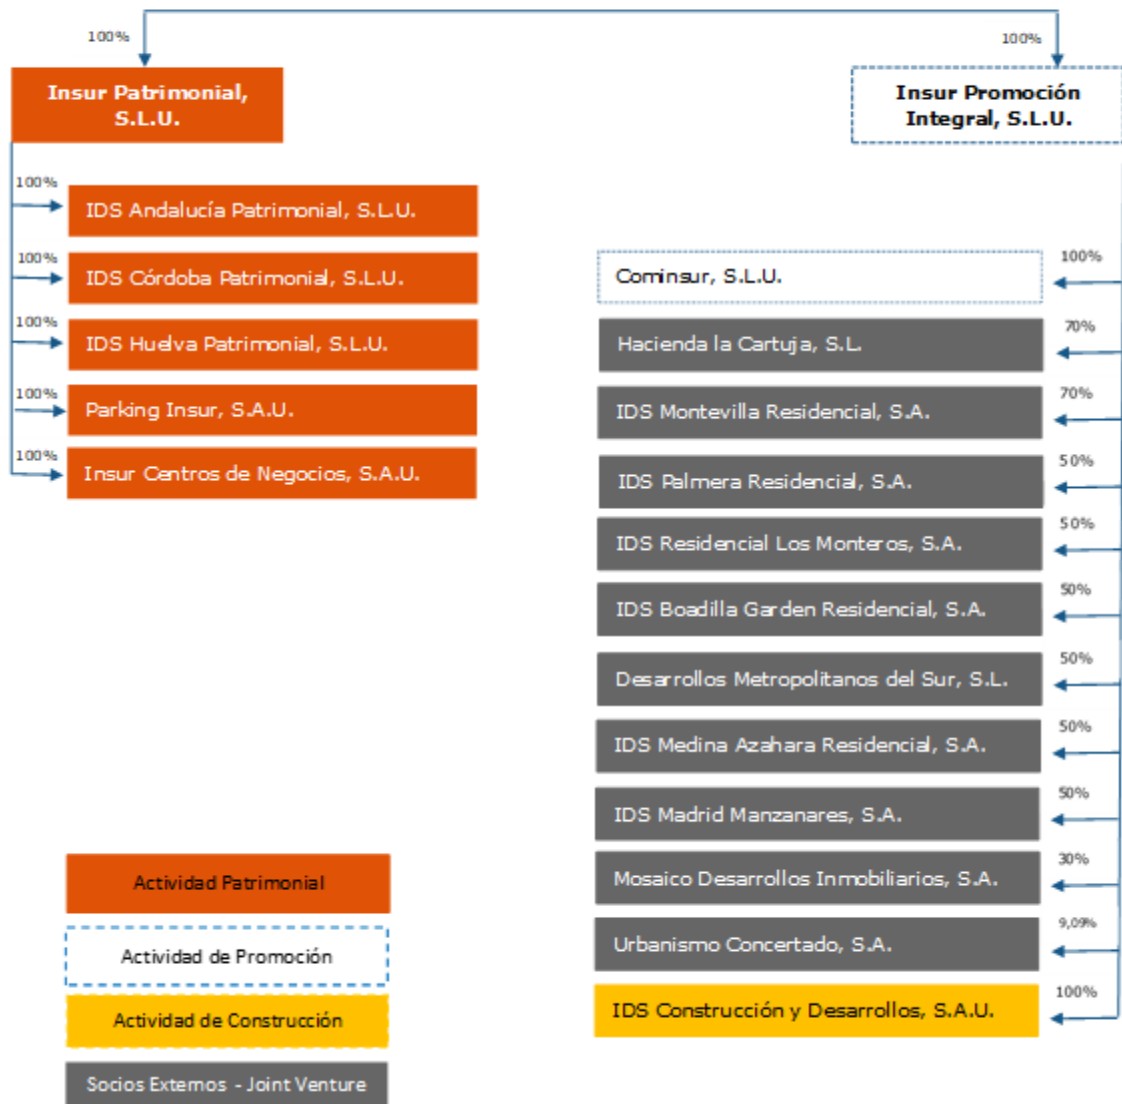 100%
100%
Insur Patrimonial,
S.L.U.
Insur Promoción
Integral, S.L.U.
100%
IDS Andalucía Patrimonial, S.L.U.
100%
IDS Córdoba Patrimonial, S.L.U.
100%
IDS Huelva Patrimonial, S.L.U.
100%
Parking Insur, S.A.U.
100%
Insur Centros de Negocios, S.A.U.
Cominsur, S.L.U.
100%
Hacienda la Cartuja, S.L.
70%
IDS Montevilla Residencial, S.A.
70%
IDS Palmera Residencial, S.A.
50%
IDS Residencial Los Monteros, S.A.
50%
IDS Boadilla Garden Residencial, S.A.
50%
Desarrollos Metropolitanos del Sur, S.L.
50%
IDS Medina Azahara Residencial, S.A.
50%
IDS Madrid Manzanares, S.A.
50%
Mosaico Desarrollos Inmobiliarios, S.A.
30%
Urbanismo Concertado, S.A.
9,09%
IDS Construcción y Desarrollos, S.A.U.
100%
Actividad Patrimonial
Actividad de Promoción
Actividad de Construcción
Socios Externos - Joint Venture